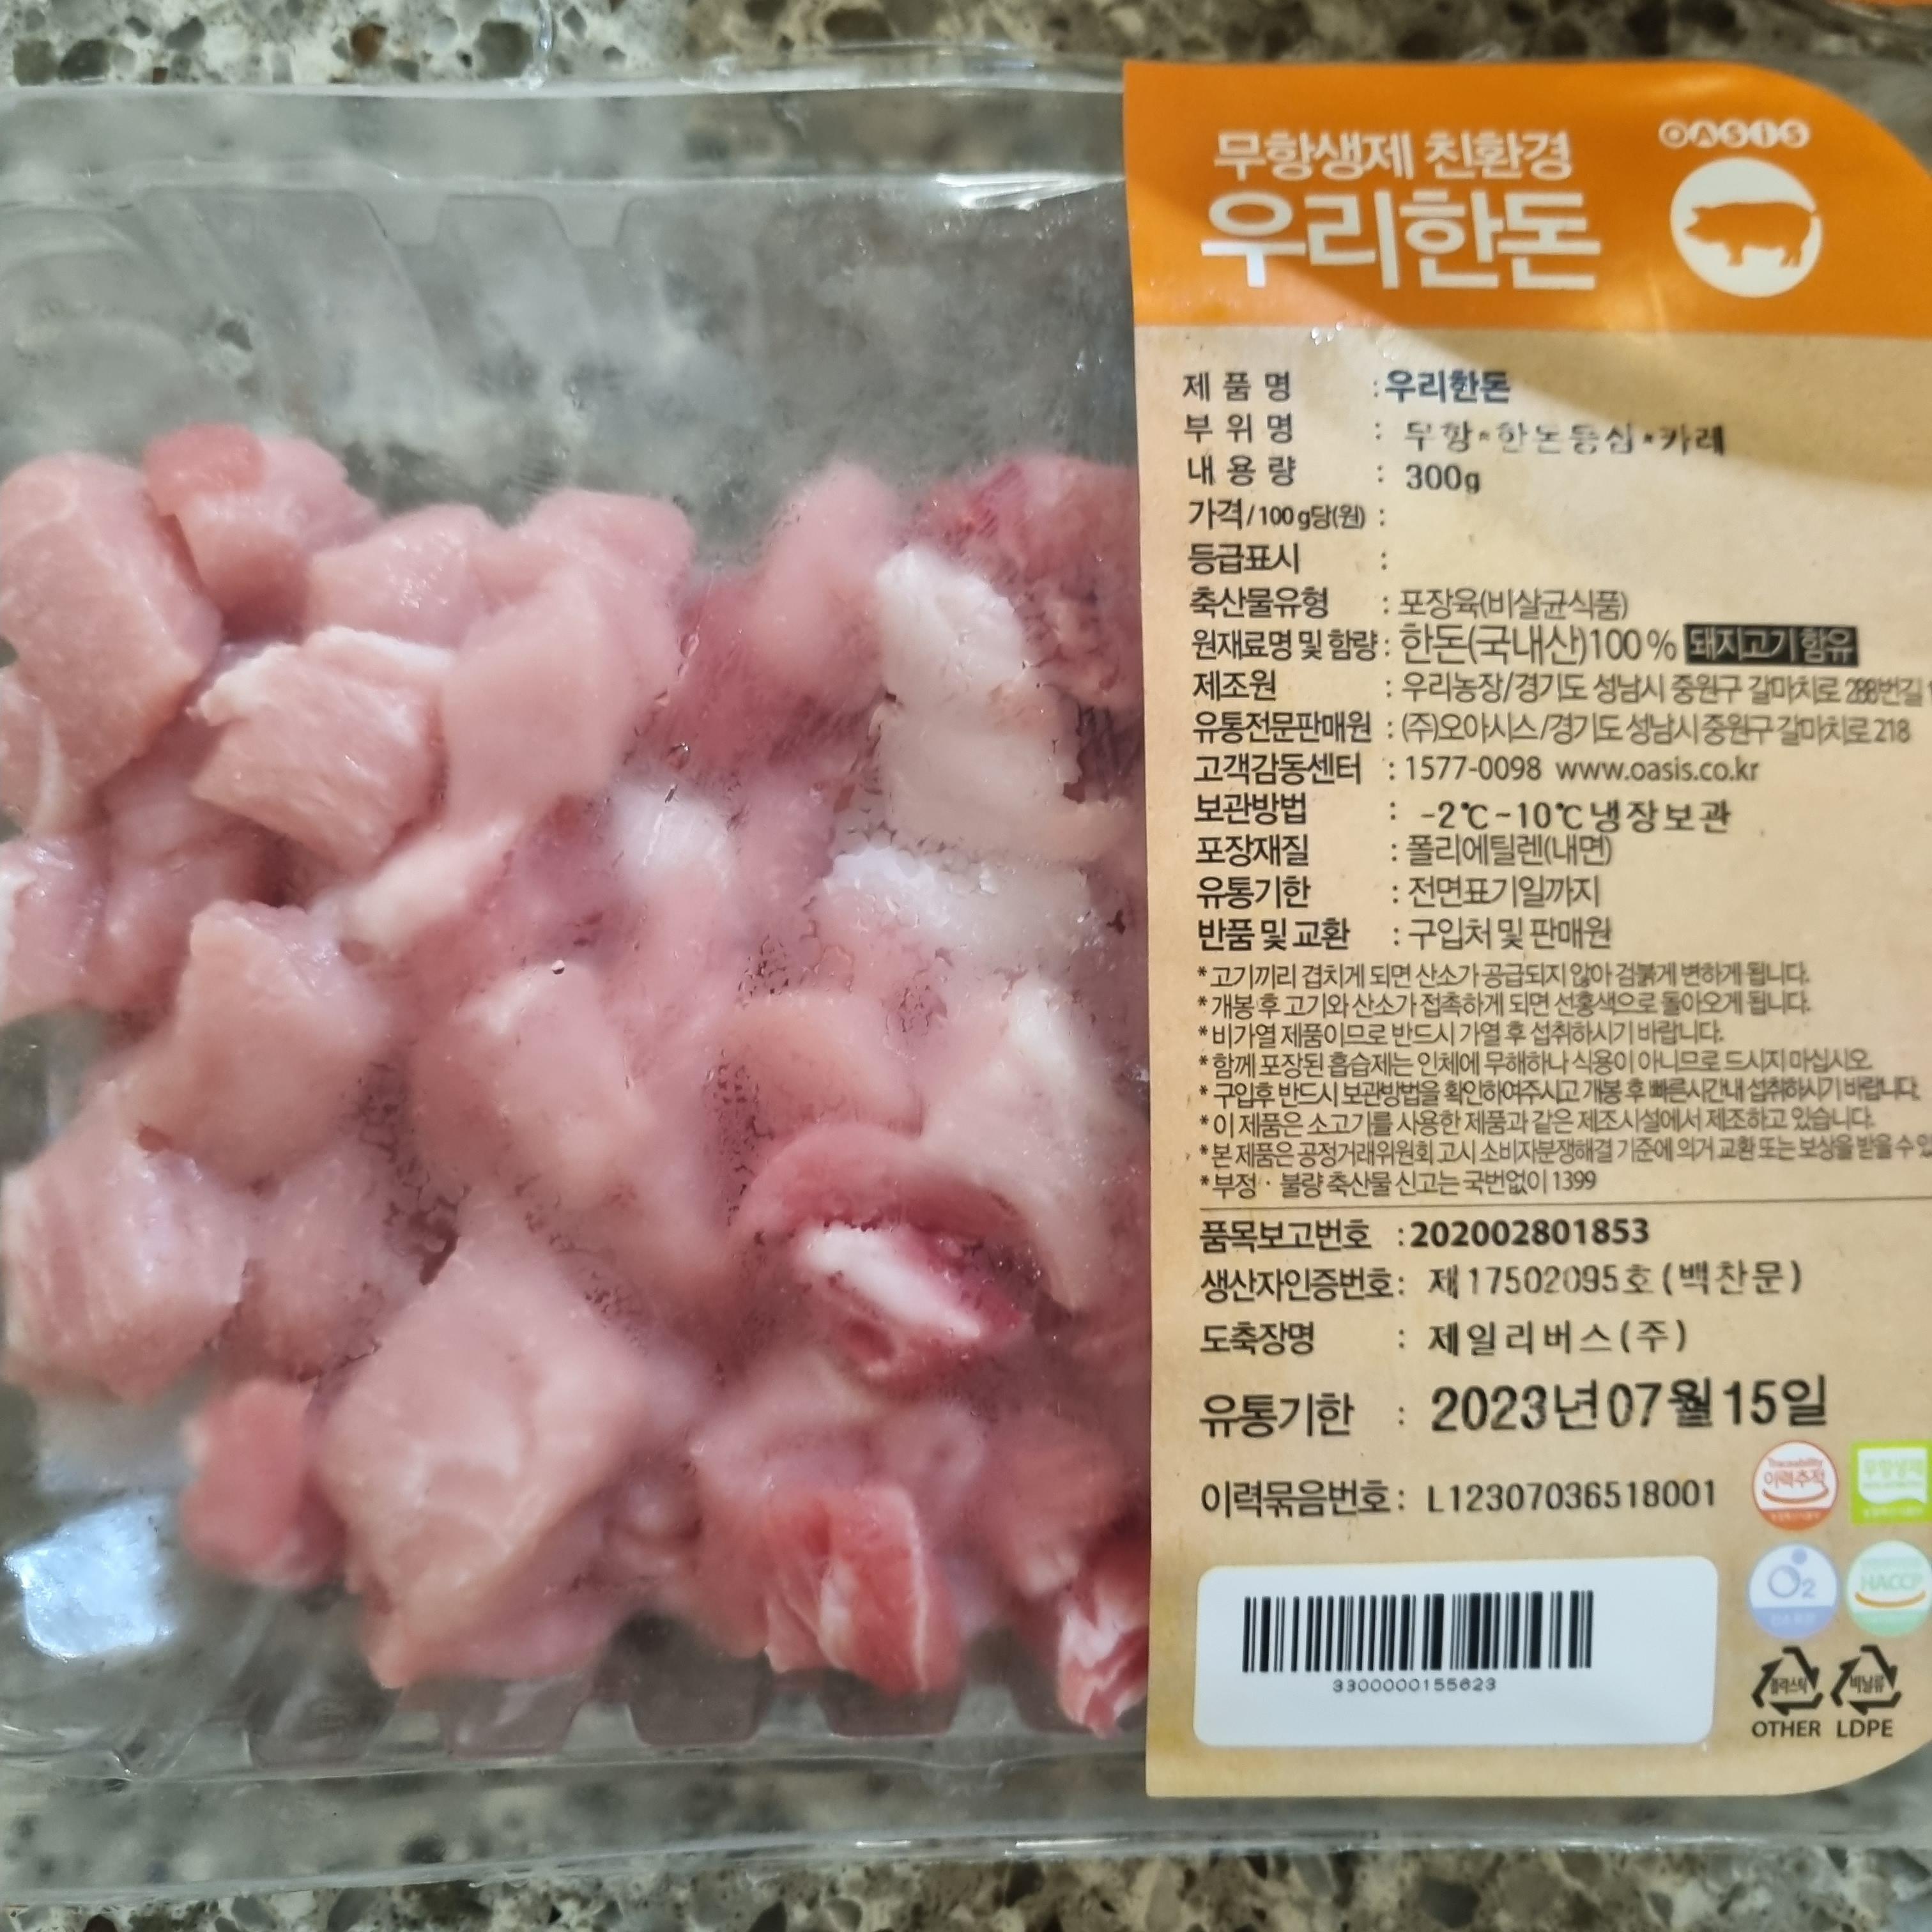 OASIS
무항생제 친환경
우리한돈
제 품 명 : 우리한돈
부 위 명 : 무항*한돈등심*카레
내 용 량 : 300g
가격/100g당(원) :
등급표시 :
축산물유형 : 포장육(비살균식품)
원재료명 및 함량 : 한돈(국내산)100% 돼지고기 함유
제조원 : 우리농장/경기도 성남시 중원구 갈마치로 288번길
유통전문판매원 : (주)오아시스/경기도 성남시 중원구 갈마치로 218
고객감동센터 : 1577-0098 www.oasis.co.kr
보관방법 : -2℃~10℃냉장보관
포장재질 : 폴리에틸렌(내면)
유통기한 : 전면표기일까지
반품 및 교환 : 구입처 및 판매원
*고기끼리 겹치게 되면 산소가 공급되지 않아 검붉게 변하게 됩니다.
*개봉 후 고기와 산소가 접촉하게 되면 선홍색으로 돌아오게 됩니다.
*비가열 제품이므로 반드시 가열 후 섭취하시기 바랍니다.
*함께 포장된 흡습제는 인체에 무해하나 식용이 아니므로 드시지 마십시오.
*구입후 반드시 보관방법을 확인하여주시고 개봉 후 빠른시간내 섭취하시기 바랍니다.
*이 제품은 소고기를 사용한 제품과 같은 제조시설에서 제조하고 있습니다.
*본 제품은 공정거래위원회 고시 소비자분쟁해결 기준에 의거 교환 또는 보상을 받을 수
*부정 · 불량 축산물 신고는 국번없이 1399
품목보고번호 : 202002801853
생산자인증번호 : 제17502095호(백찬문)
도축장명 : 제일리버스(주)
유통기한 : 2023년07월15일
이력묶음번호 : L12307036518001
Traceability
이력추적
무항생제
O2
HACCP
3300000155623
플라스틱 비닐류
OTHER LDPE